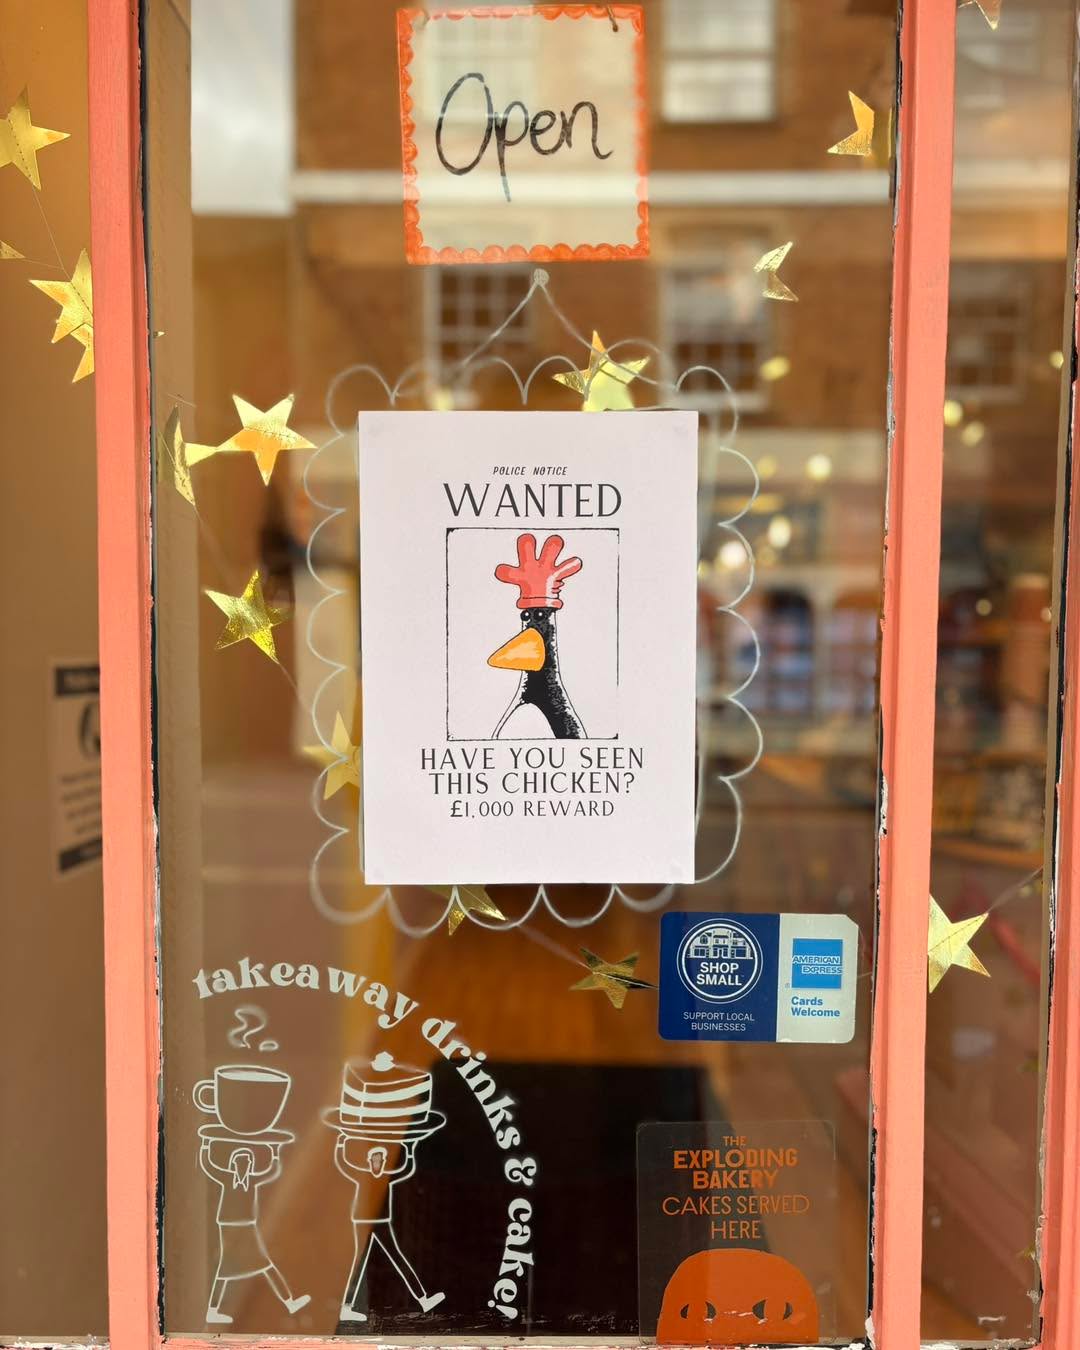 Open
POLICE NOTICE
WANTED
HAVE YOU SEEN
THIS CHICKEN?
£1,000 REWARD
takeaway drinks & cake!
SHOP
SMALL
SUPPORT LOCAL
BUSINESSES
AMERICAN
EXPRESS
Cards
Welcome
THE
EXPLODING
BAKERY
CAKES SERVED
HERE